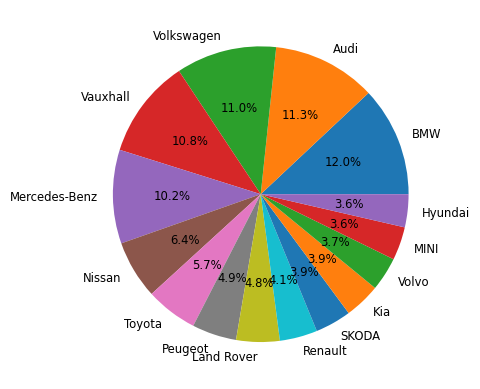 BMW
12.0%
Audi
11.3%
Volkswagen
11.0%
Vauxhall
10.8%
Mercedes-Benz
10.2%
Nissan
6.4%
Toyota
5.7%
Peugeot
4.9%
Land Rover
4.8%
Renault
4.1%
SKODA
3.9%
Kia
3.9%
Volvo
3.7%
MINI
3.6%
Hyundai
3.6%